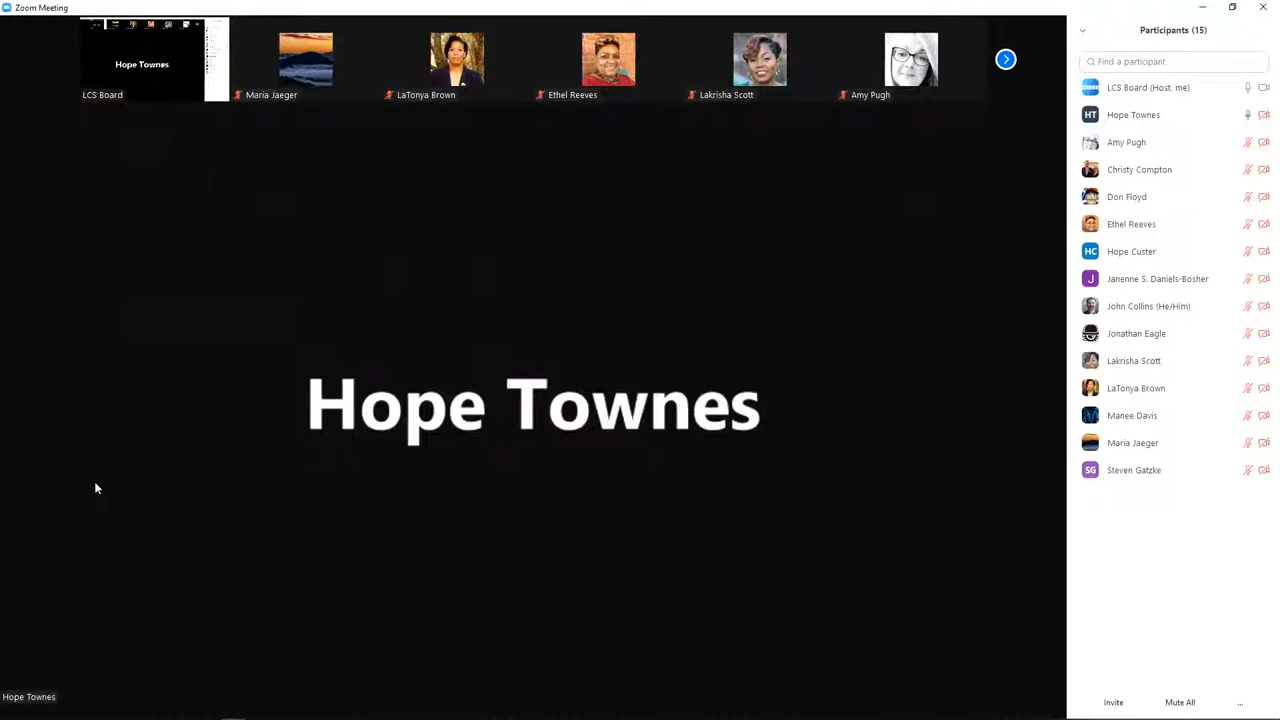 Zoom Meeting
Hope Townes
LCS Board
Maria Jaeger
LaTonya Brown
Ethel Reeves
Lakrisha Scott
Amy Pugh
Hope Townes
Hope Townes
Participants (15)
Find a participant
LCS Board (Host, me)
HT Hope Townes
Amy Pugh
Christy Compton
Don Floyd
Ethel Reeves
HC Hope Custer
J Janenne S. Daniels-Bosher
John Collins (He/Him)
Jonathan Eagle
Lakrisha Scott
LaTonya Brown
Manee Davis
Maria Jaeger
SG Steven Gatzke
Invite Mute All ...